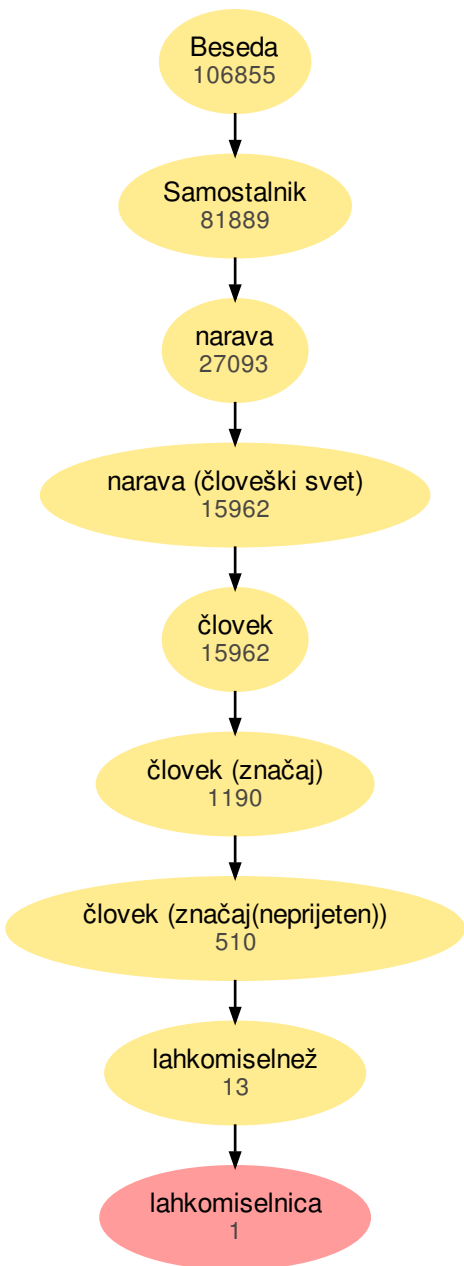 Beseda
106855
Samostalnik
81889
narava
27093
narava (človeški svet)
15962
človek
15962
človek (značaj)
1190
človek (značaj(neprijeten))
510
lahkomiselnež
13
lahkomiselnica
1